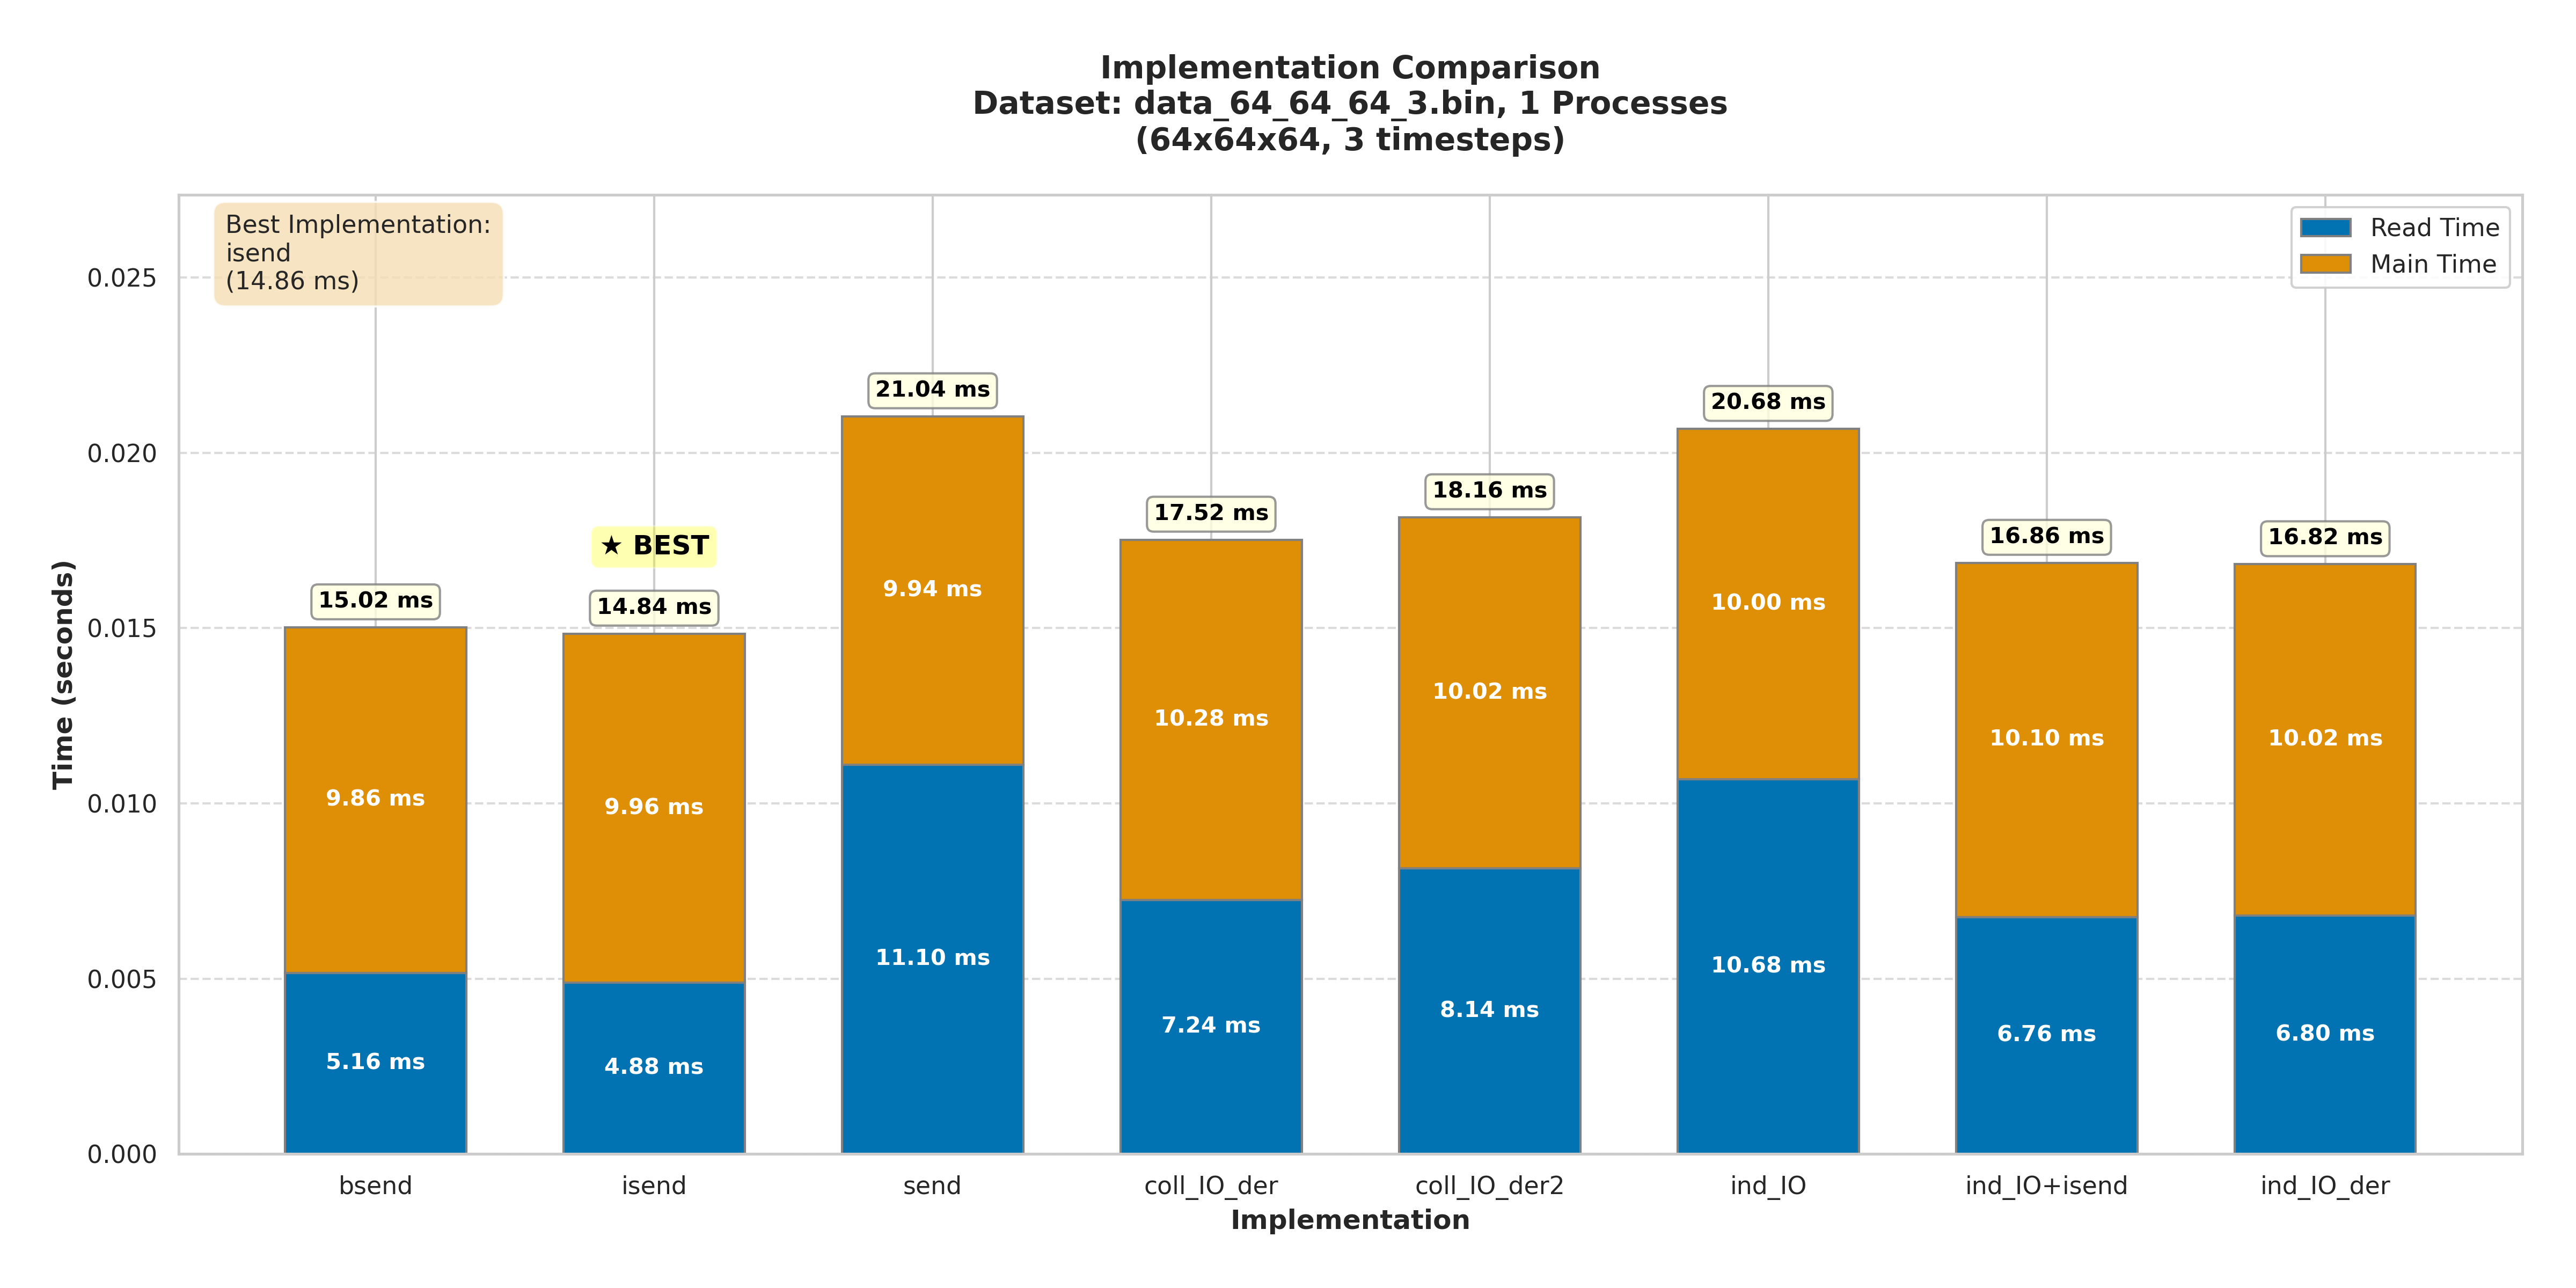 Implementation Comparison
Dataset: data_64_64_64_3.bin, 1 Processes
(64x64x64, 3 timesteps)
Best Implementation:
isend
(14.86 ms)
Read Time
Main Time
Time (seconds)
0.025
0.020
0.015
0.010
0.005
0.000
15.02 ms
9.86 ms
5.16 ms
★ BEST
14.84 ms
9.96 ms
4.88 ms
21.04 ms
9.94 ms
11.10 ms
17.52 ms
10.28 ms
7.24 ms
18.16 ms
10.02 ms
8.14 ms
20.68 ms
10.00 ms
10.68 ms
16.86 ms
10.10 ms
6.76 ms
16.82 ms
10.02 ms
6.80 ms
bsend
isend
send
coll_IO_der
coll_IO_der2
ind_IO
ind_IO+isend
ind_IO_der
Implementation